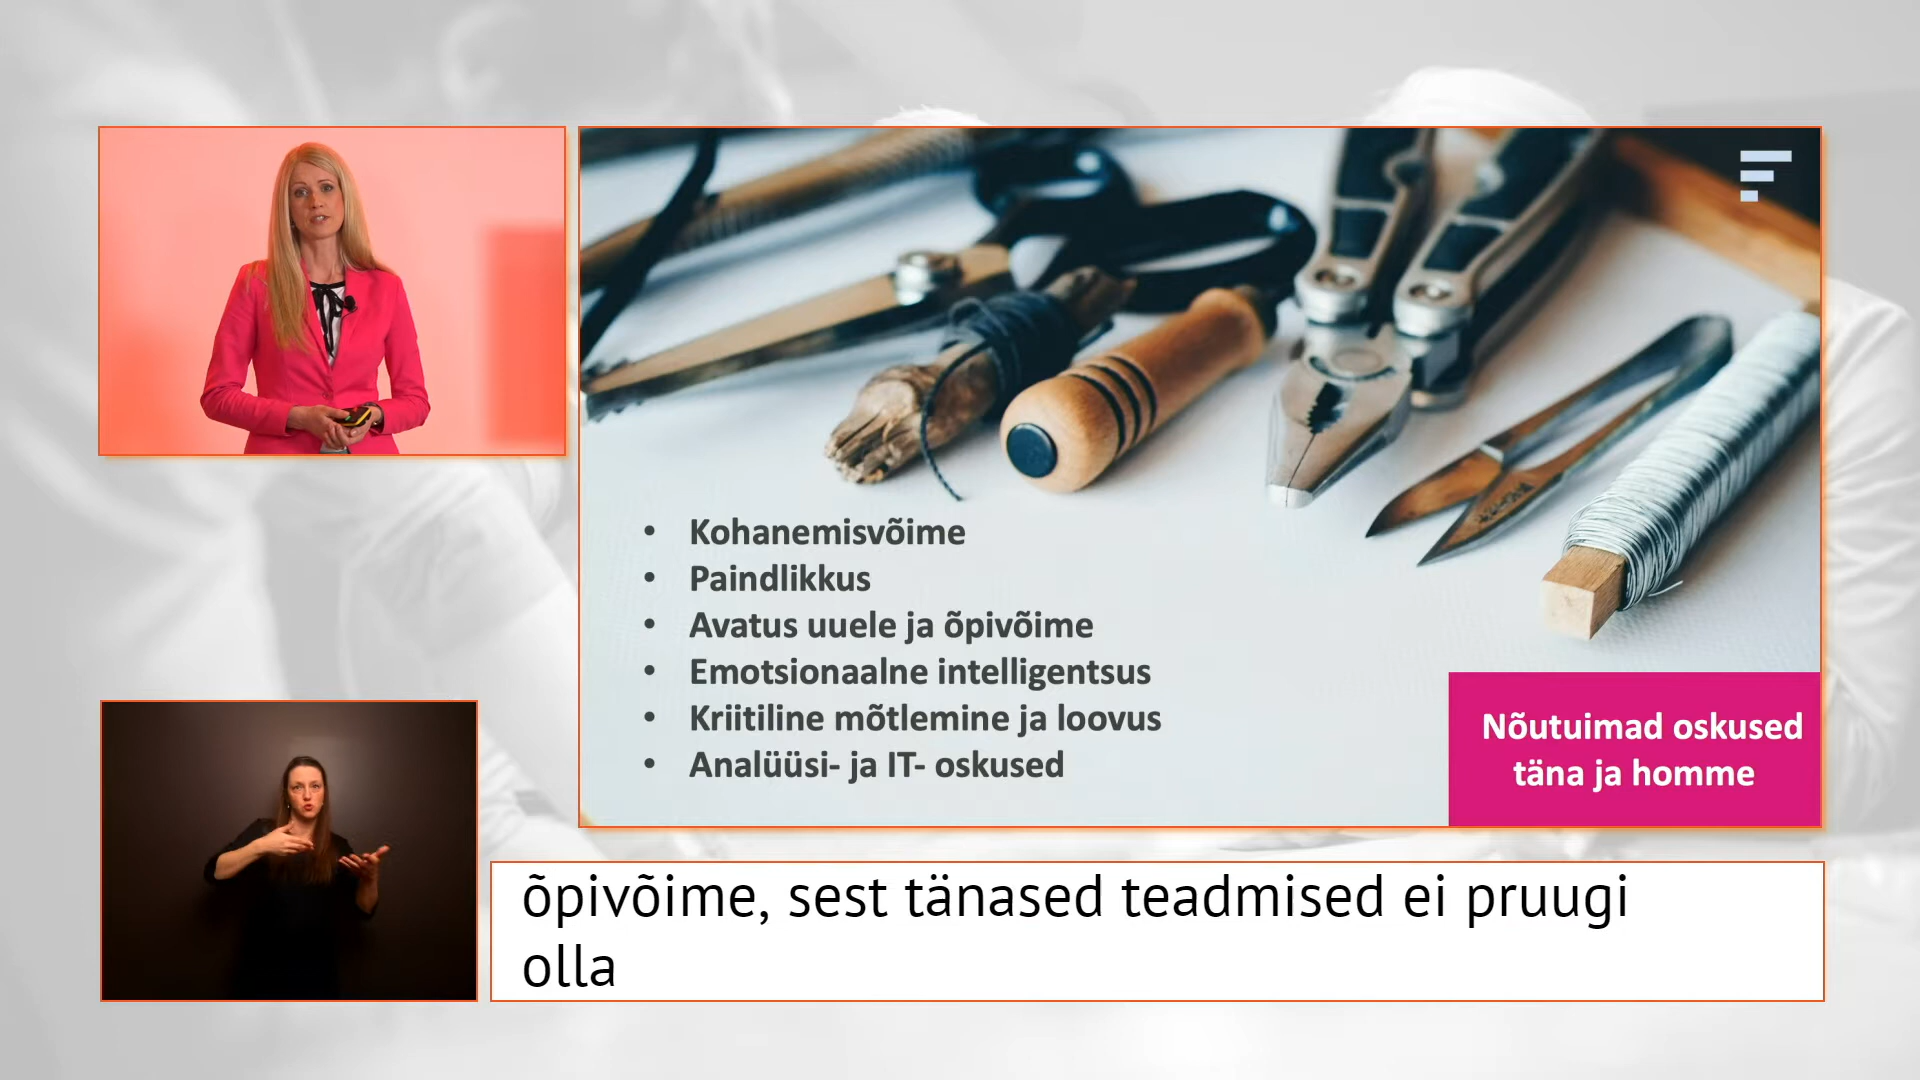 Kohanemisvõime
Paindlikkus
Avatus uuele ja õpivõime
Emotsionaalne intelligentsus
Kriitiline mõtlemine ja loovus
Analüüsi- ja IT- oskused
Nõutuimad oskused
täna ja homme
õpivõime, sest tänased teadmised ei pruugi
olla